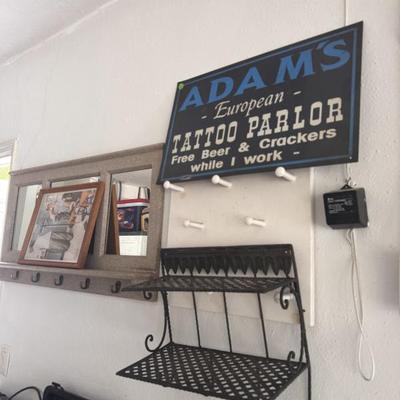 ADAM'S
- European -
TATTOO PARLOR
Free Beer & Crackers
while I work -